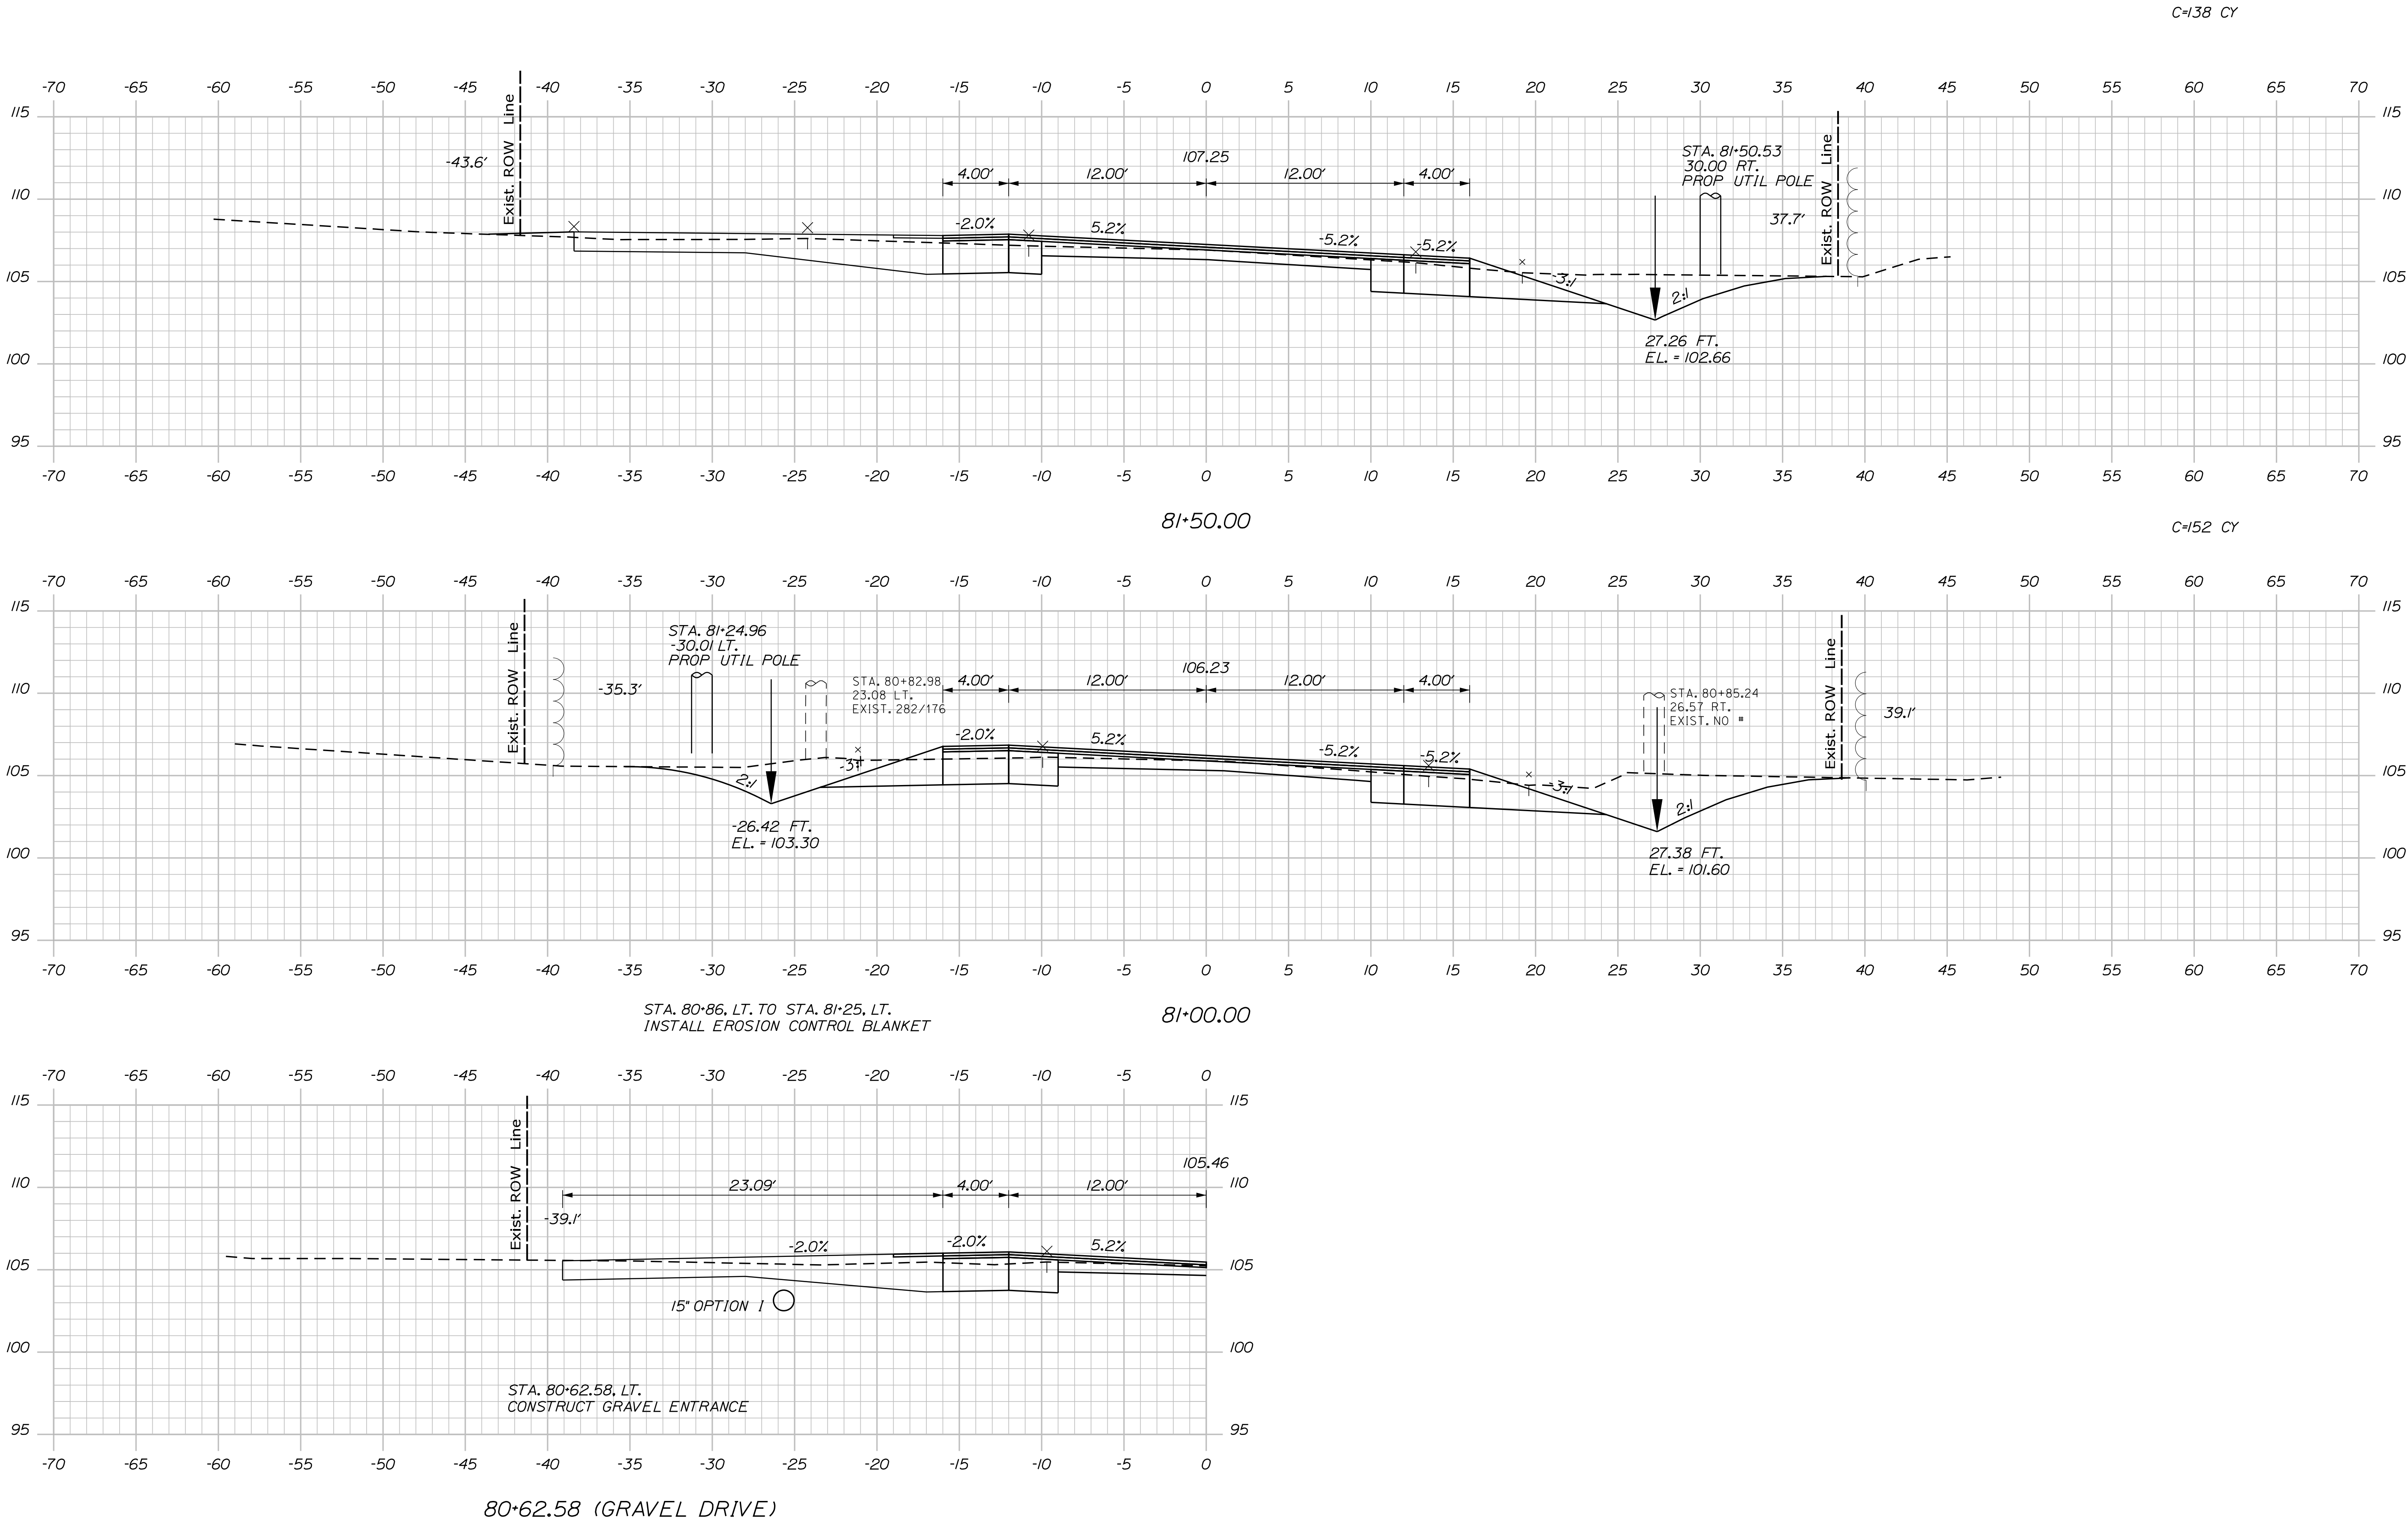 C=138 CY
-70 -65 -60 -55 -50 -45 -40 -35 -30 -25 -20 -15 -10 -5 0 5 10 15 20 25 30 35 40 45 50 55 60 65 70
115 115
Exist. ROW Line
-43.6'
107.25
4.00' 12.00' 12.00' 4.00'
STA. 81+50.53
30.00 RT.
PROP UTIL POLE
37.7'
Exist. ROW Line
110 110
-2.0% 5.2% -5.2% -5.2%
105 105
-3:1 2:1
27.26 FT.
EL. = 102.66
100 100
95 95
-70 -65 -60 -55 -50 -45 -40 -35 -30 -25 -20 -15 -10 -5 0 5 10 15 20 25 30 35 40 45 50 55 60 65 70
81+50.00
C=152 CY
-70 -65 -60 -55 -50 -45 -40 -35 -30 -25 -20 -15 -10 -5 0 5 10 15 20 25 30 35 40 45 50 55 60 65 70
115 115
Exist. ROW Line
STA. 81+24.96
-30.01 LT.
PROP UTIL POLE
-35.3'
STA. 80+82.98
23.08 LT.
EXIST. 282/176
106.23
4.00' 12.00' 12.00' 4.00'
STA. 80+85.24
26.57 RT.
EXIST. NO #
Exist. ROW Line
39.1'
110 110
-2.0% 5.2% -5.2% -5.2%
105 105
2:1 -3:1 -3:1 2:1
-26.42 FT.
EL. = 103.30
27.38 FT.
EL. = 101.60
100 100
95 95
-70 -65 -60 -55 -50 -45 -40 -35 -30 -25 -20 -15 -10 -5 0 5 10 15 20 25 30 35 40 45 50 55 60 65 70
STA. 80+86, LT. TO STA. 81+25, LT.
INSTALL EROSION CONTROL BLANKET
81+00.00
-70 -65 -60 -55 -50 -45 -40 -35 -30 -25 -20 -15 -10 -5 0
115 115
Exist. ROW Line
105.46
110 110
23.09' 4.00' 12.00'
-39.1'
-2.0% -2.0% 5.2%
105 105
15" OPTION I
100 100
STA. 80+62.58, LT.
CONSTRUCT GRAVEL ENTRANCE
95 95
-70 -65 -60 -55 -50 -45 -40 -35 -30 -25 -20 -15 -10 -5 0
80+62.58 (GRAVEL DRIVE)